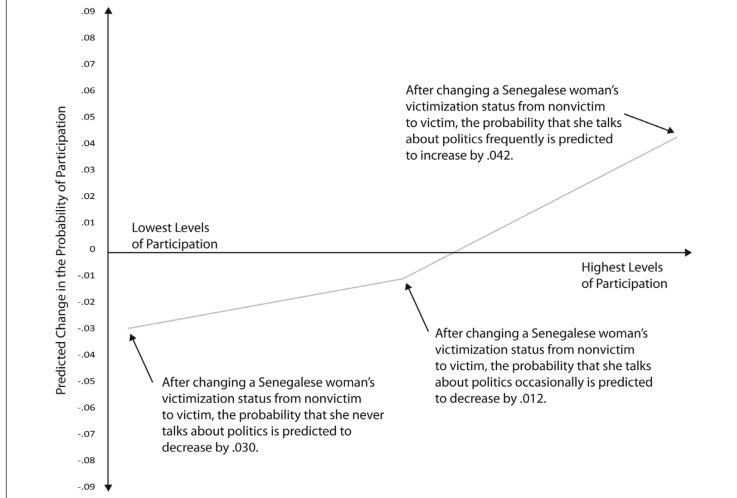 Predicted Change in the Probability of Participation
.09
.08
.07
.06
.05
.04
.03
.02
.01
0
-.01
-.02
-.03
-.04
-.05
-.06
-.07
-.08
-.09
After changing a Senegalese woman's
victimization status from nonvictim
to victim, the probability that she talks
about politics frequently is predicted
to increase by .042.
Lowest Levels
of Participation
Highest Levels
of Participation
After changing a Senegalese woman's
victimization status from nonvictim
to victim, the probability that she talks
about politics occasionally is predicted
to decrease by .012.
After changing a Senegalese woman's
victimization status from nonvictim
to victim, the probability that she never
talks about politics is predicted to
decrease by .030.